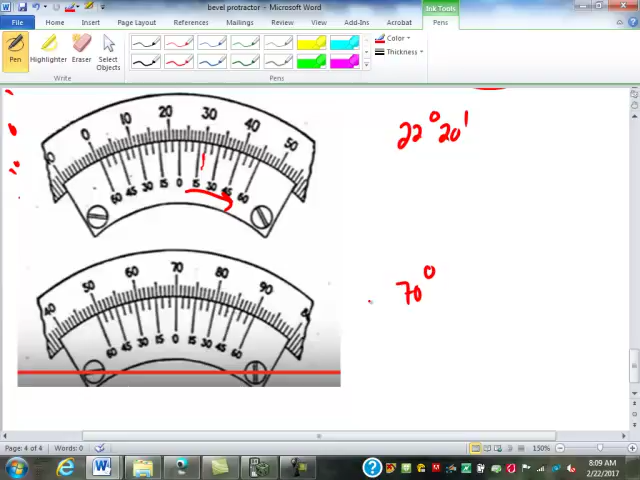 bevel protractor - Microsoft Word
Ink Tools
File Home Insert Page Layout References Mailings Review View Add-Ins Acrobat Pens
Pen Highlighter Eraser Select Objects
Color
Thickness
Write
Pens
0 10 20 30 40 50
60 45 30 15 0 15 30 45 60
22° 20'
40 50 60 70 80 90
60 45 30 15 0 15 30 45 60
70°
Page: 4 of 4 Words: 0
150%
8:09 AM
2/22/2017